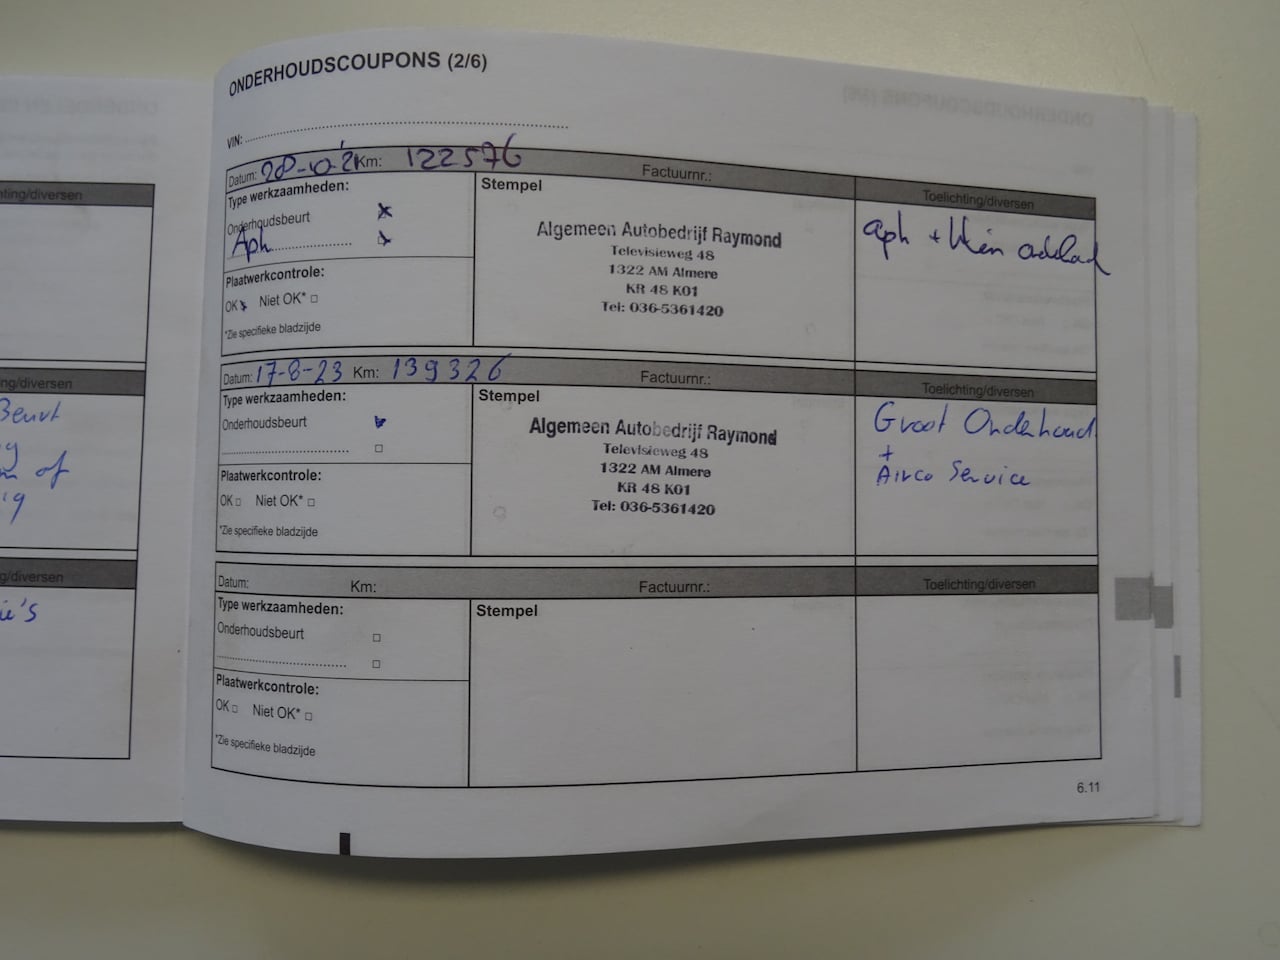 nting/diversen
ng/diversen
Beurt
of
g/diversen
ie's
ONDERHOUDSCOUPONS (2/6)
VIN:
Datum: 28-10-'21 Km: 122576 Factuurnr.:
Type werkzaamheden:
Onderhoudsbeurt
Aph
Plaatwerkcontrole:
OK Niet OK*
*Zie specifieke bladzijde
Stempel
Algemeen Autobedrijf Raymond
Televisieweg 48
1322 AM Almere
KR 48 K01
Tel: 036-5361420
Toelichting/diversen
aph + klein
Datum: 17-8-23 Km: 139326 Factuurnr.:
Type werkzaamheden:
Onderhoudsbeurt
Plaatwerkcontrole:
OK Niet OK*
*Zie specifieke bladzijde
Stempel
Algemeen Autobedrijf Raymond
Televisieweg 48
1322 AM Almere
KR 48 K01
Tel: 036-5361420
Toelichting/diversen
Groot Onderhoud
+
Airco Service
Datum: Km: Factuurnr.:
Type werkzaamheden:
Onderhoudsbeurt
Plaatwerkcontrole:
OK Niet OK*
*Zie specifieke bladzijde
Stempel
Toelichting/diversen
6.11